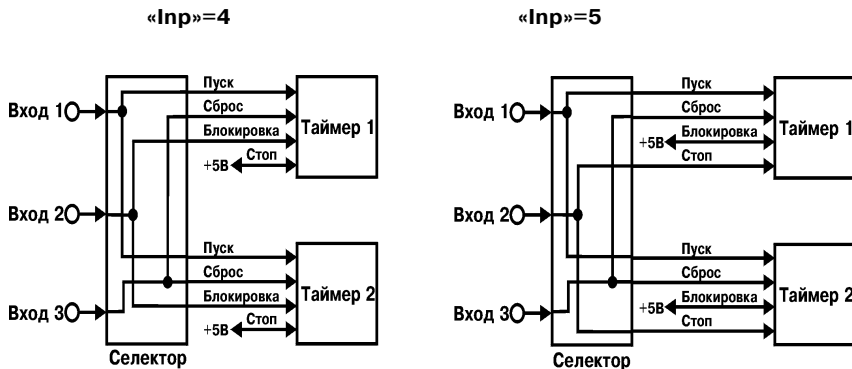 «Inp»=4
Вход 1
Вход 2
Вход 3
Пуск
Сброс
Блокировка
+5В
Стоп
Таймер 1
Пуск
Сброс
Блокировка
+5В
Стоп
Таймер 2
Селектор
«Inp»=5
Вход 1
Вход 2
Вход 3
Пуск
Сброс
+5В
Блокировка
Стоп
Таймер 1
Пуск
Сброс
+5В
Блокировка
Стоп
Таймер 2
Селектор